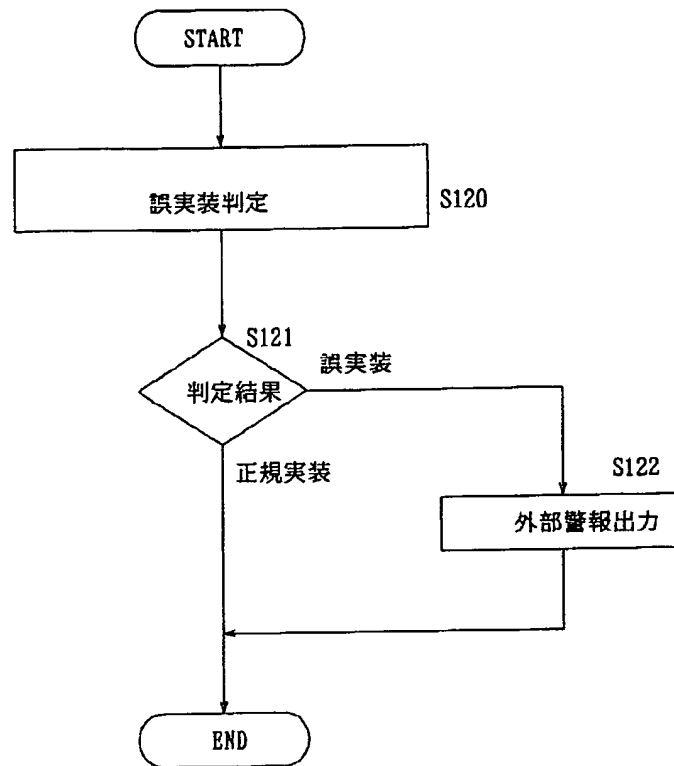 START
誤実装判定
S120
S121
判定結果
誤実装
正規実装
S122
外部警報出力
END